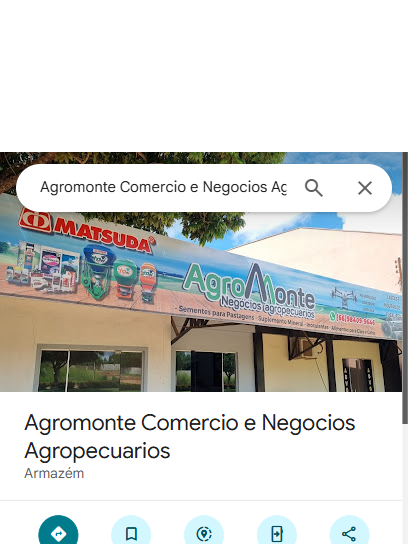 Agromonte Comercio e Negocios Ag
MATSUDA
AgroMonte
Negócios agropecuários
- Sementes para Pastagens - Suplemento Mineral - Inoculantes
(66)98409-9646
Agromonte Comercio e Negocios
Agropecuarios
Armazém